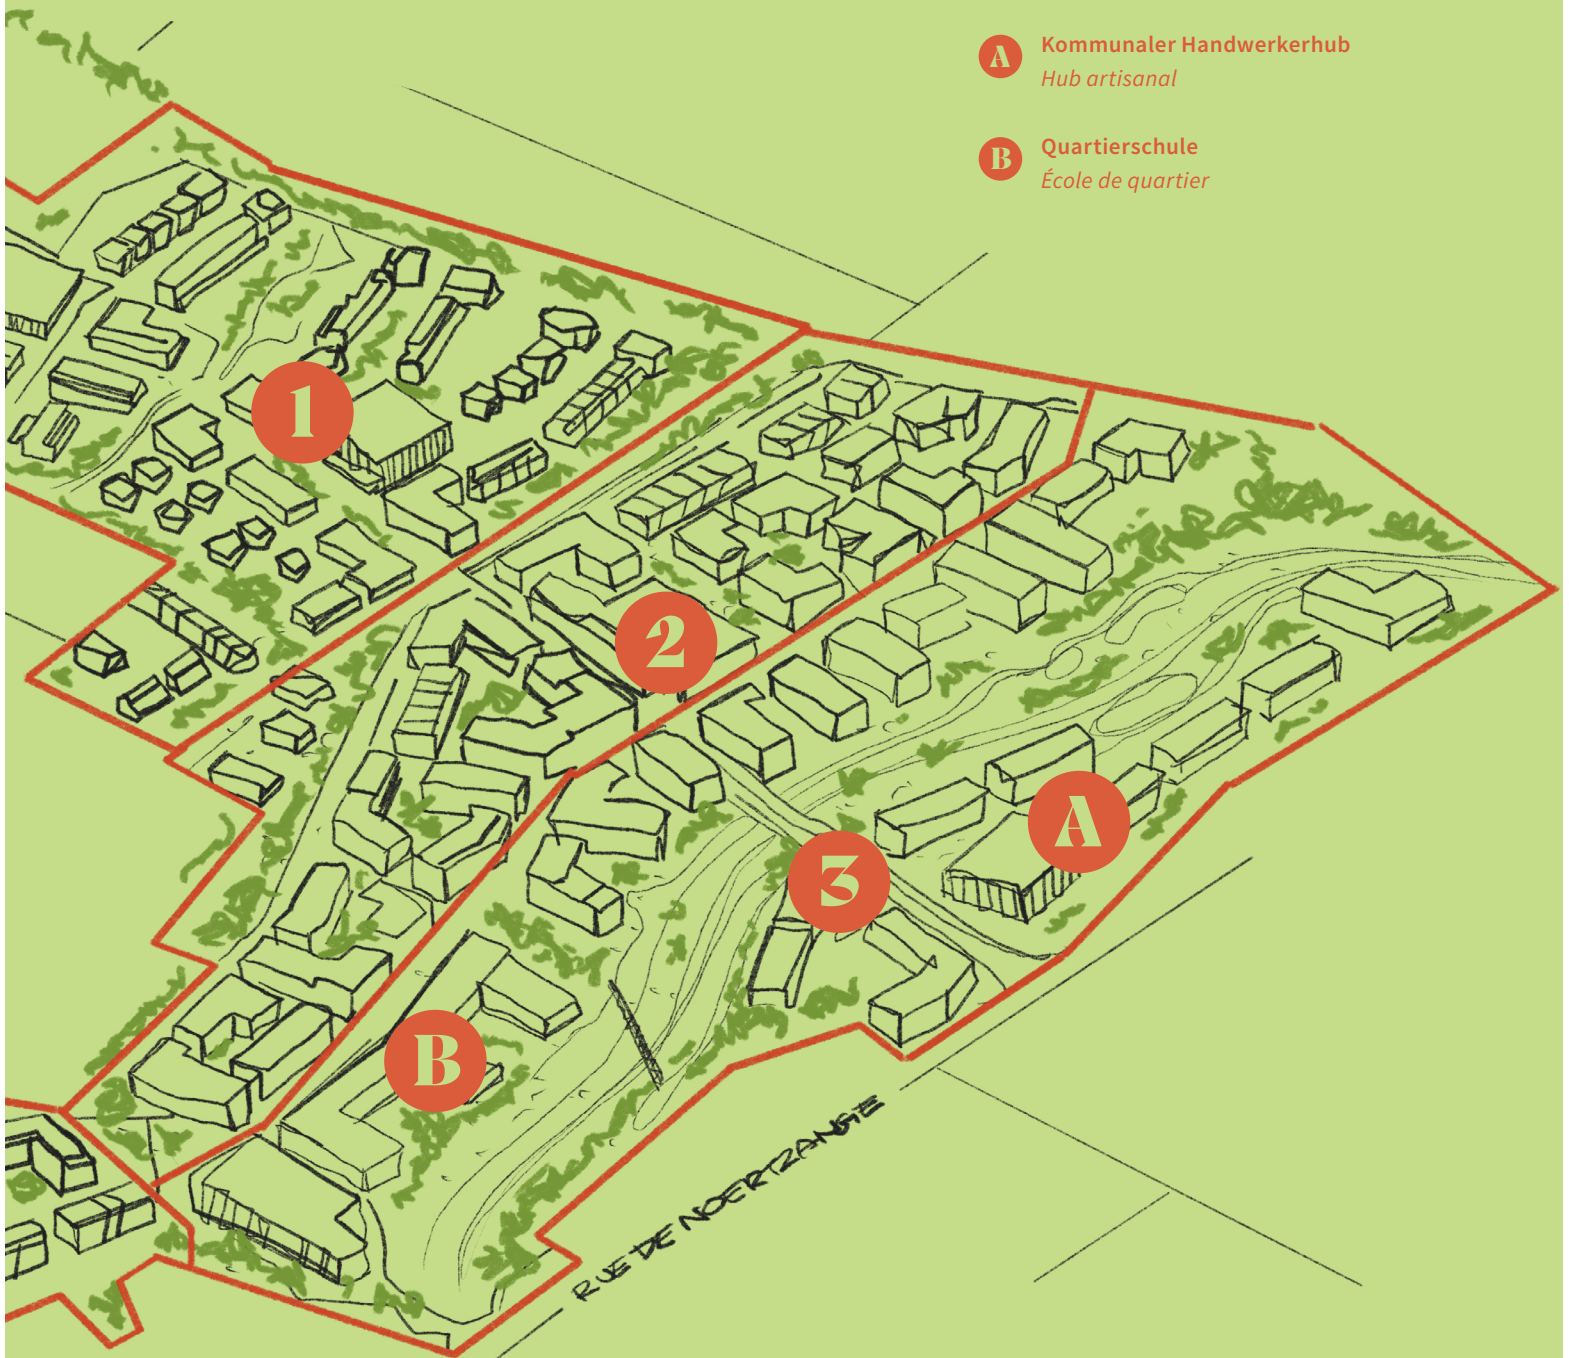 A
Kommunaler Handwerkerhub
Hub artisanal
B
Quartierschule
École de quartier
1
2
3
A
B
RUE DE NOERTZANGE